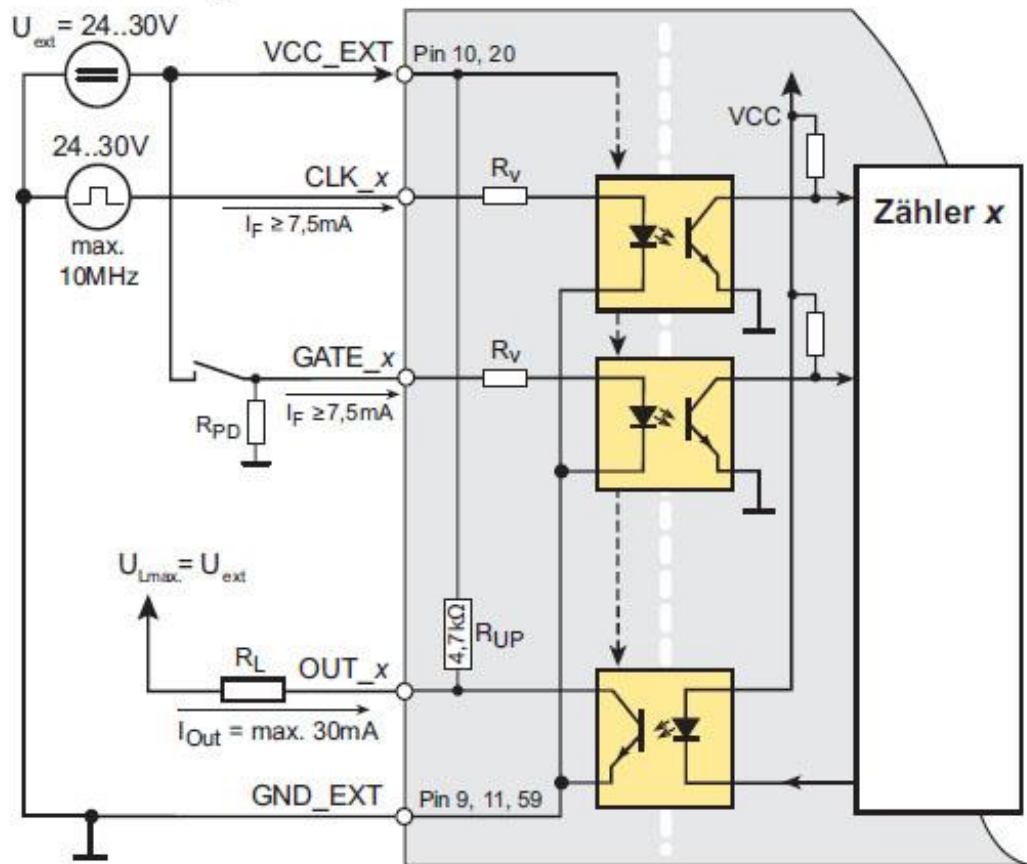 U_ext = 24..30V
VCC_EXT
Pin 10, 20
VCC
24..30V
CLK_x
R_V
I_F ≥ 7,5mA
max.
10MHz
Zähler x
GATE_x
R_V
I_F ≥ 7,5mA
R_PD
U_Lmax. = U_ext
4,7kΩ
R_UP
R_L
OUT_x
I_Out = max. 30mA
GND_EXT
Pin 9, 11, 59